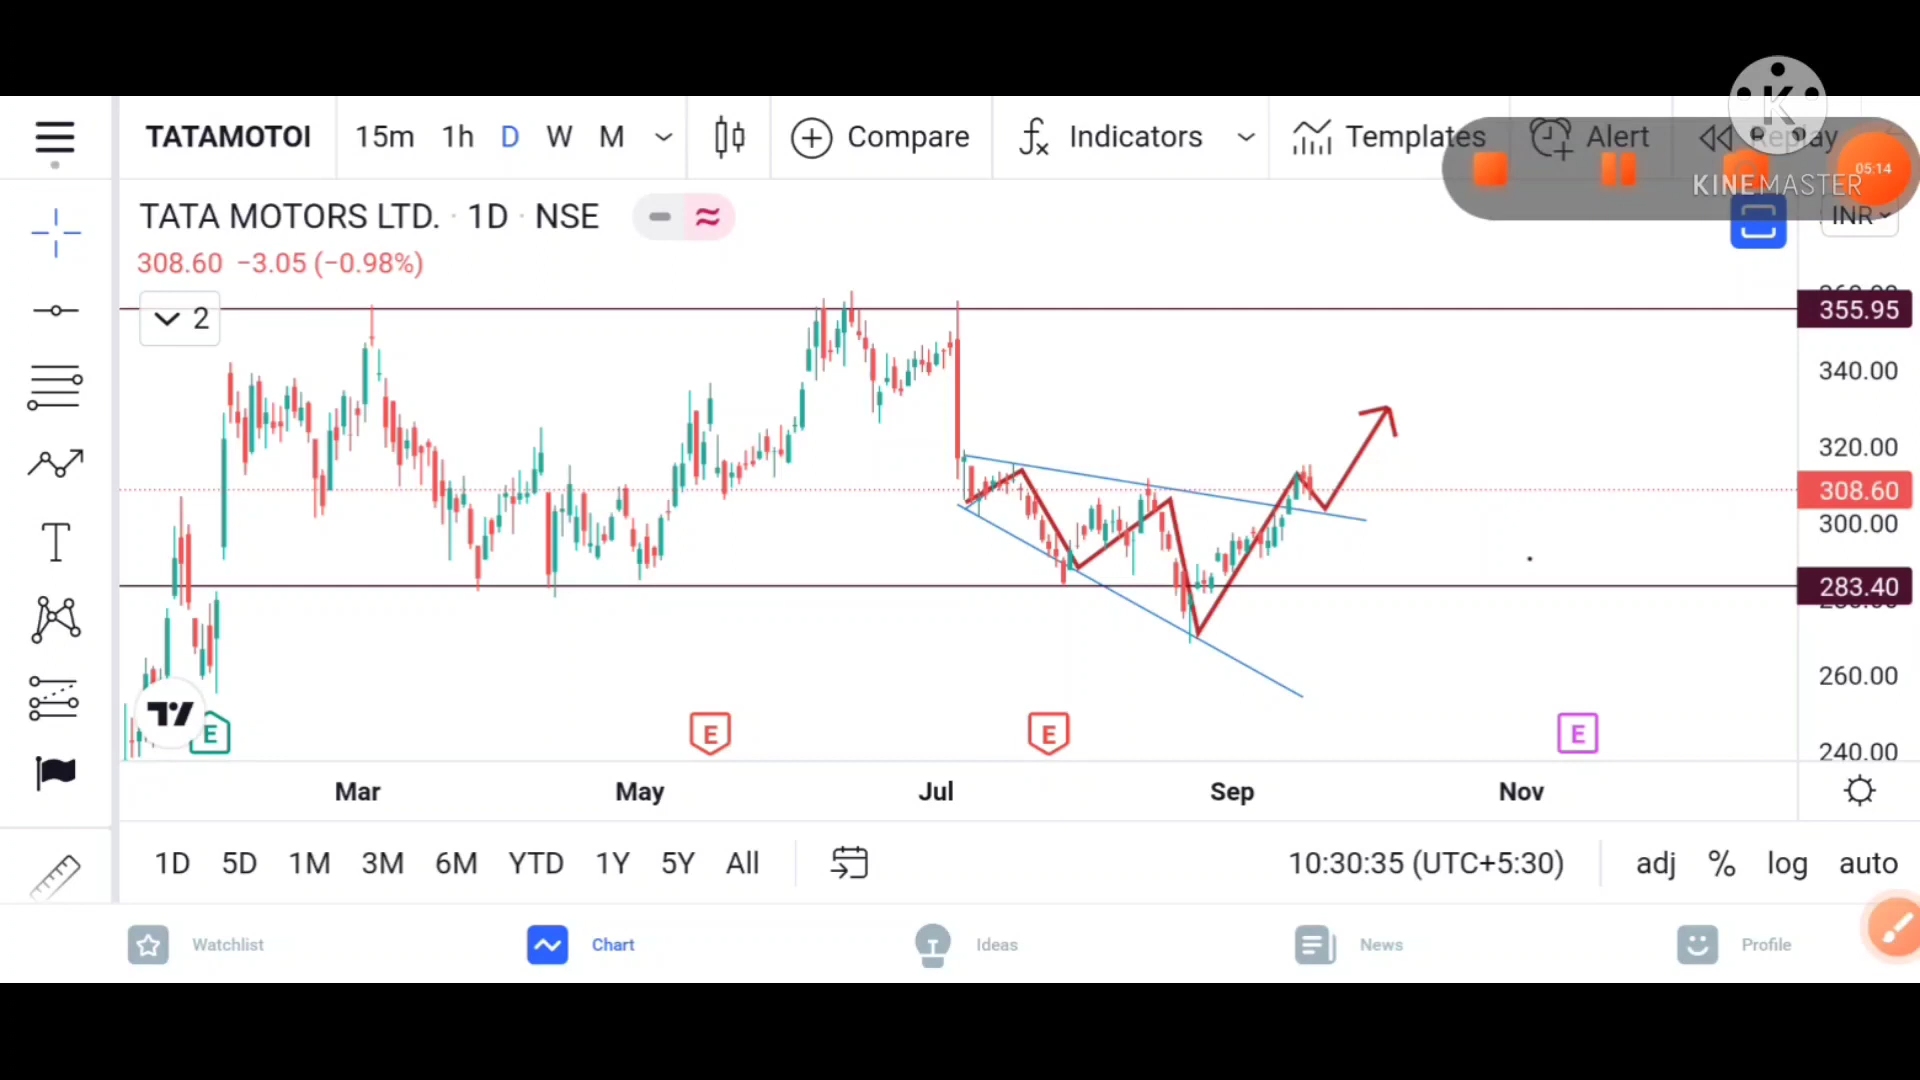 TATAMOTOI 15m 1h D W M Compare Indicators Templates Alert Replay
05:14
KINEMASTER
TATA MOTORS LTD. · 1D · NSE
INR
308.60 −3.05 (−0.98%)
2
355.95
340.00
320.00
308.60
300.00
283.40
260.00
240.00
E E E E
Mar May Jul Sep Nov
1D 5D 1M 3M 6M YTD 1Y 5Y All 10:30:35 (UTC+5:30) adj % log auto
Watchlist Chart Ideas News Profile